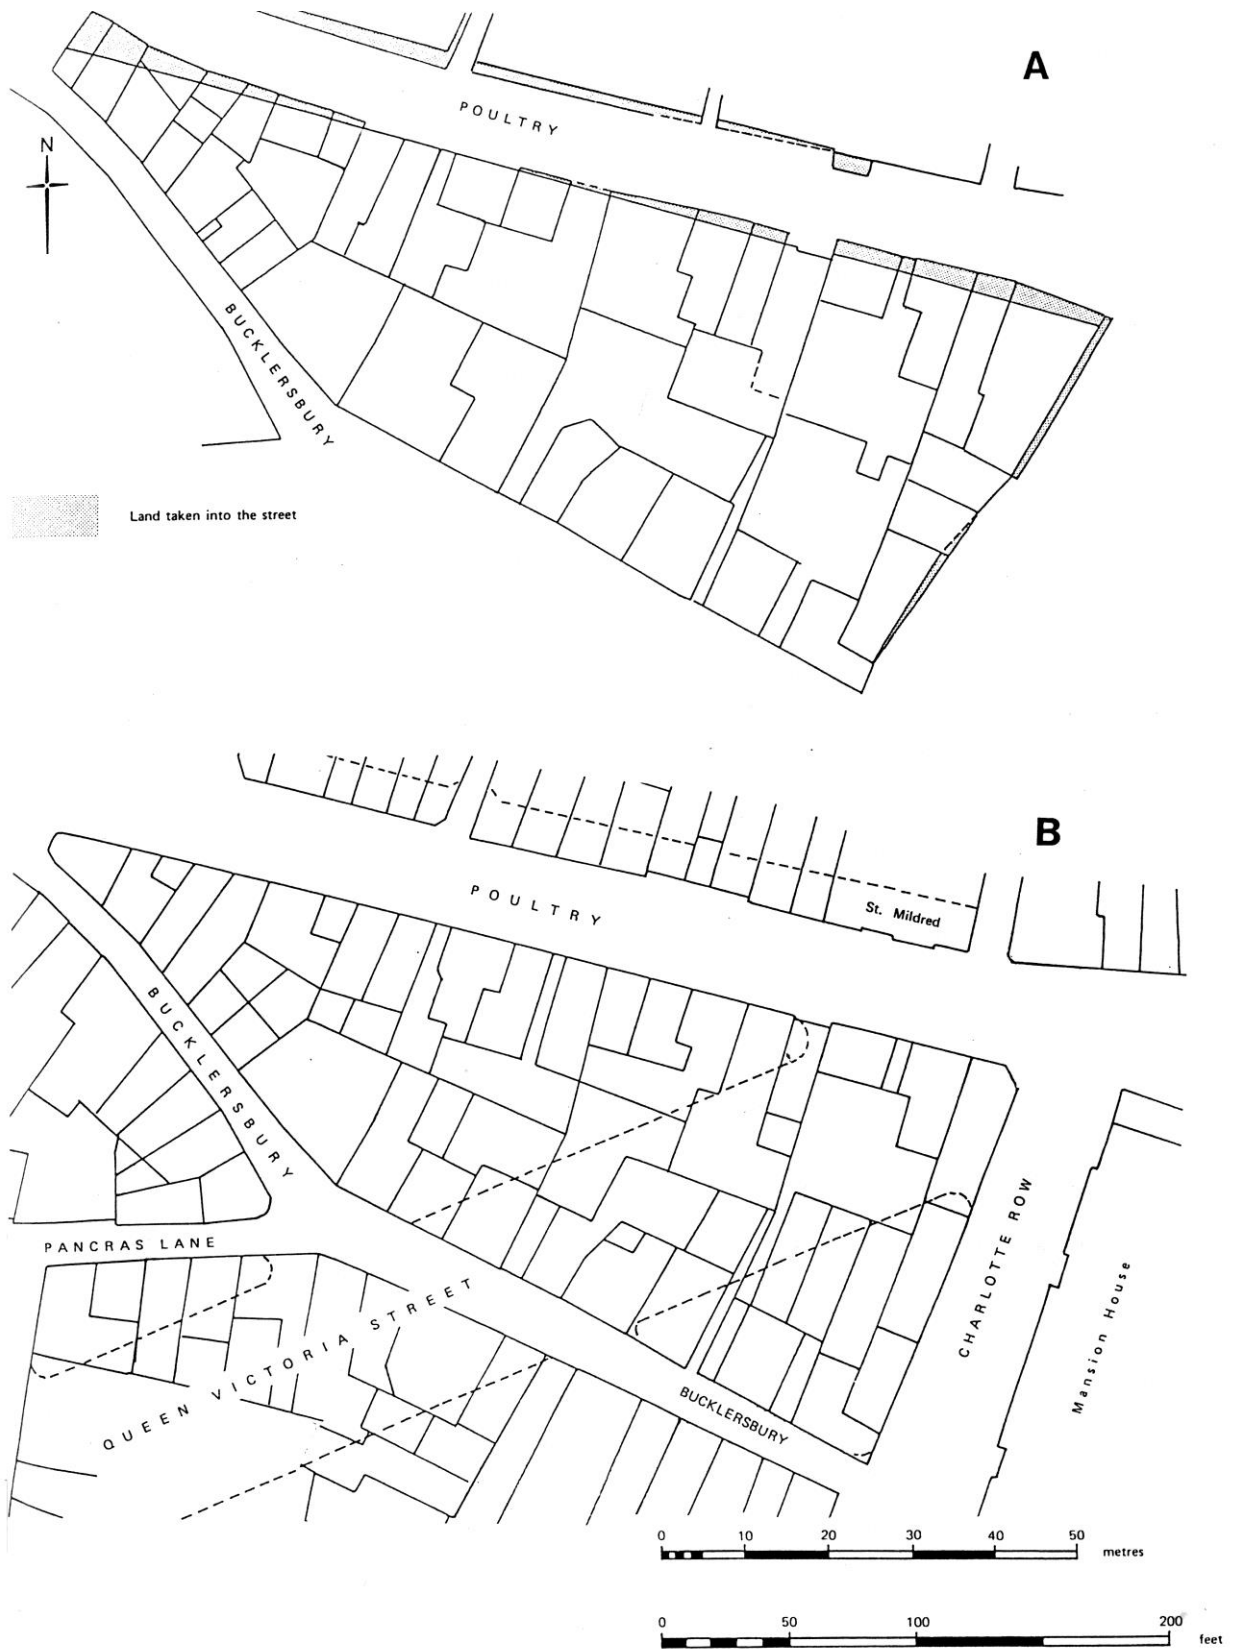 A
POULTRY
N
BUCKLERSBURY
Land taken into the street
B
POULTRY
St. Mildred
BUCKLERSBURY
CHARLOTTE ROW
PANCRAS LANE
Mansion House
QUEEN VICTORIA STREET
BUCKLERSBURY
0 10 20 30 40 50
metres
0 50 100 200
feet